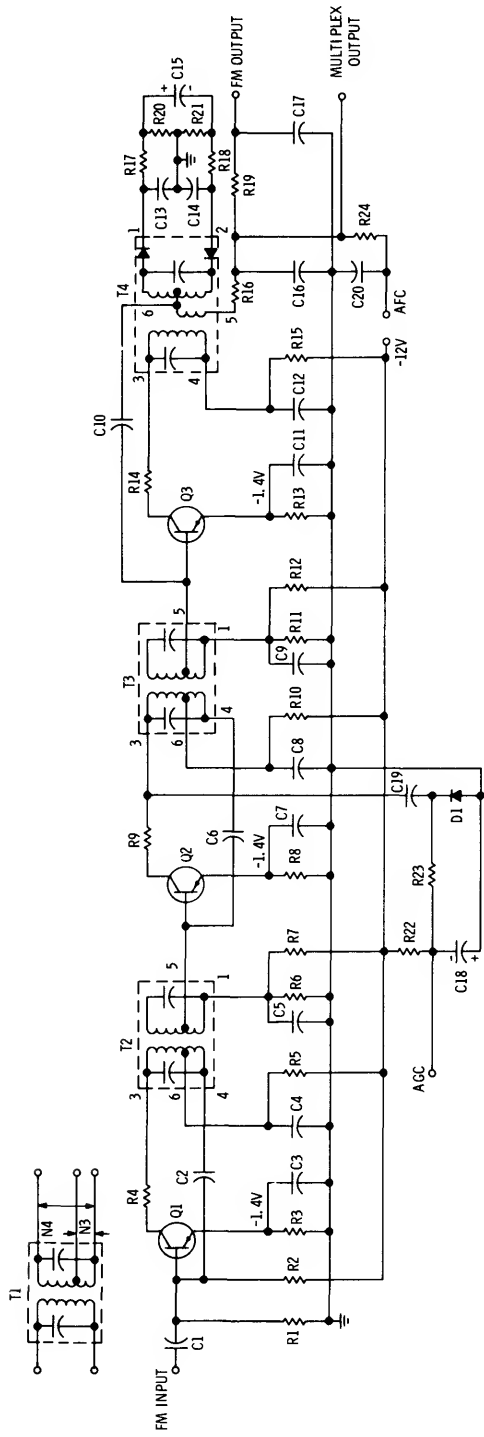 T1
N4
N3
FM INPUT
C1
R1
R2
Q1
R4
-1.4V
R3
C3
C2
T2
3
6
4
5
1
C4
R5
C5
R6
R7
Q2
R9
-1.4V
R8
C7
C6
T3
3
6
4
5
1
C8
R10
C9
R11
R12
Q3
R14
-1.4V
R13
C11
C10
T4
3
4
6
5
1
2
C12
R15
R16
C13
C14
R17
R18
R20
R21
C15
+
-
R19
C16
C17
FM OUTPUT
MULTIPLEX
OUTPUT
R24
C20
AFC
-12V
AGC
R22
R23
C18
-
+
C19
D1